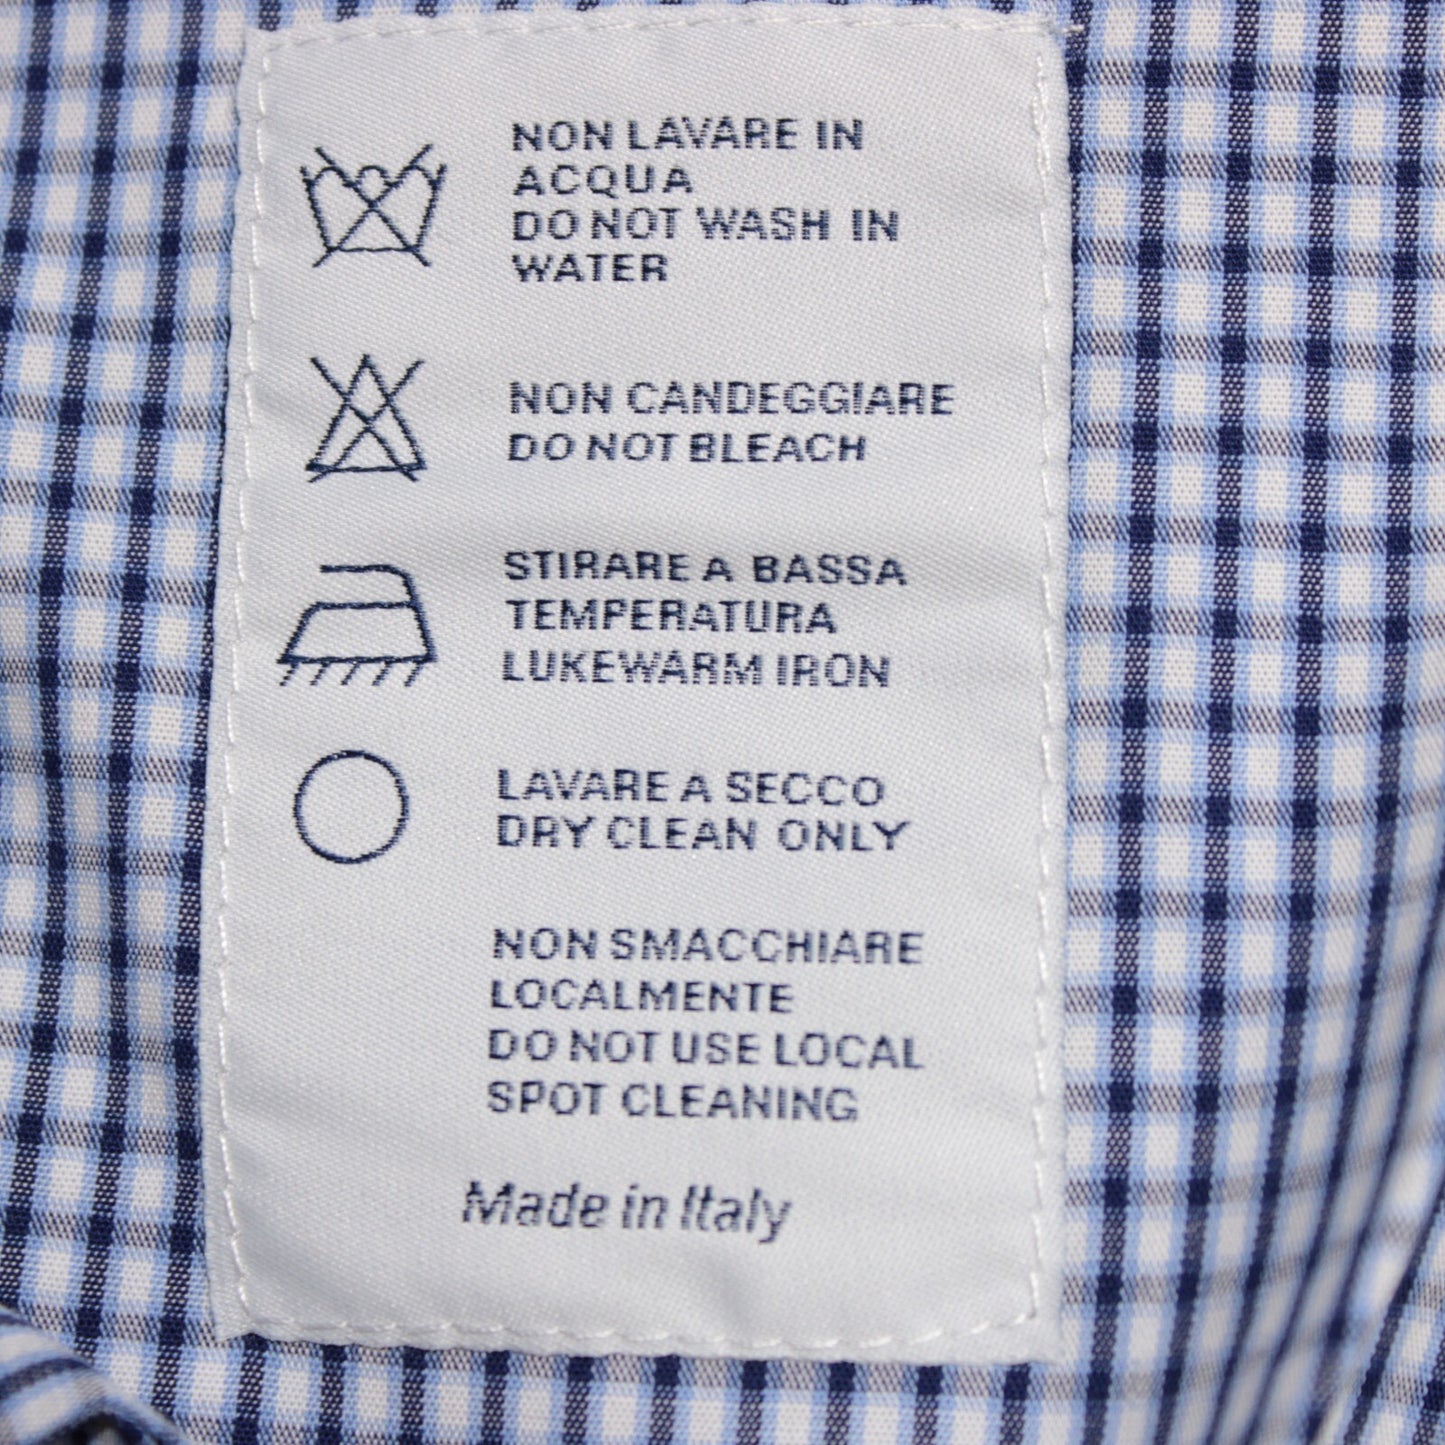 NON LAVARE IN
ACQUA
DO NOT WASH IN
WATER
NON CANDEGGIARE
DO NOT BLEACH
STIRARE A BASSA
TEMPERATURA
LUKEWARM IRON
LAVARE A SECCO
DRY CLEAN ONLY
NON SMACCHIARE
LOCALMENTE
DO NOT USE LOCAL
SPOT CLEANING
Made in Italy